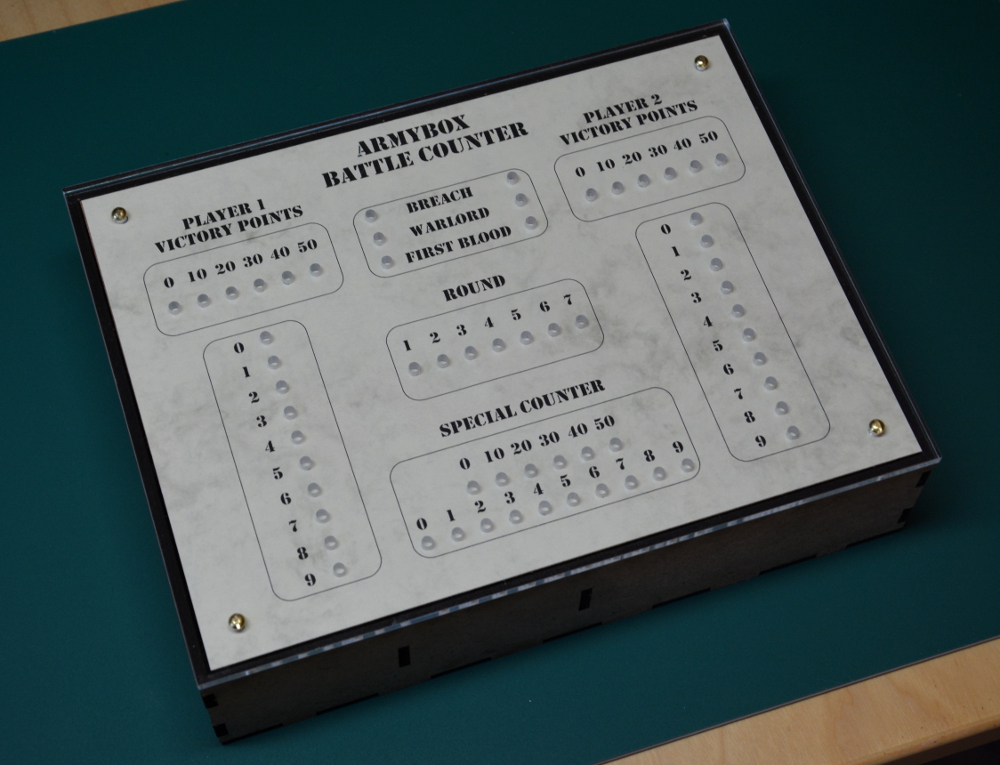 ARMYBOX
BATTLE COUNTER
PLAYER 1
VICTORY POINTS
0 10 20 30 40 50
0
1
2
3
4
5
6
7
8
9
BREACH
WARLORD
FIRST BLOOD
ROUND
1 2 3 4 5 6 7
SPECIAL COUNTER
0 10 20 30 40 50
0 1 2 3 4 5 6 7 8 9
PLAYER 2
VICTORY POINTS
0 10 20 30 40 50
0
1
2
3
4
5
6
7
8
9